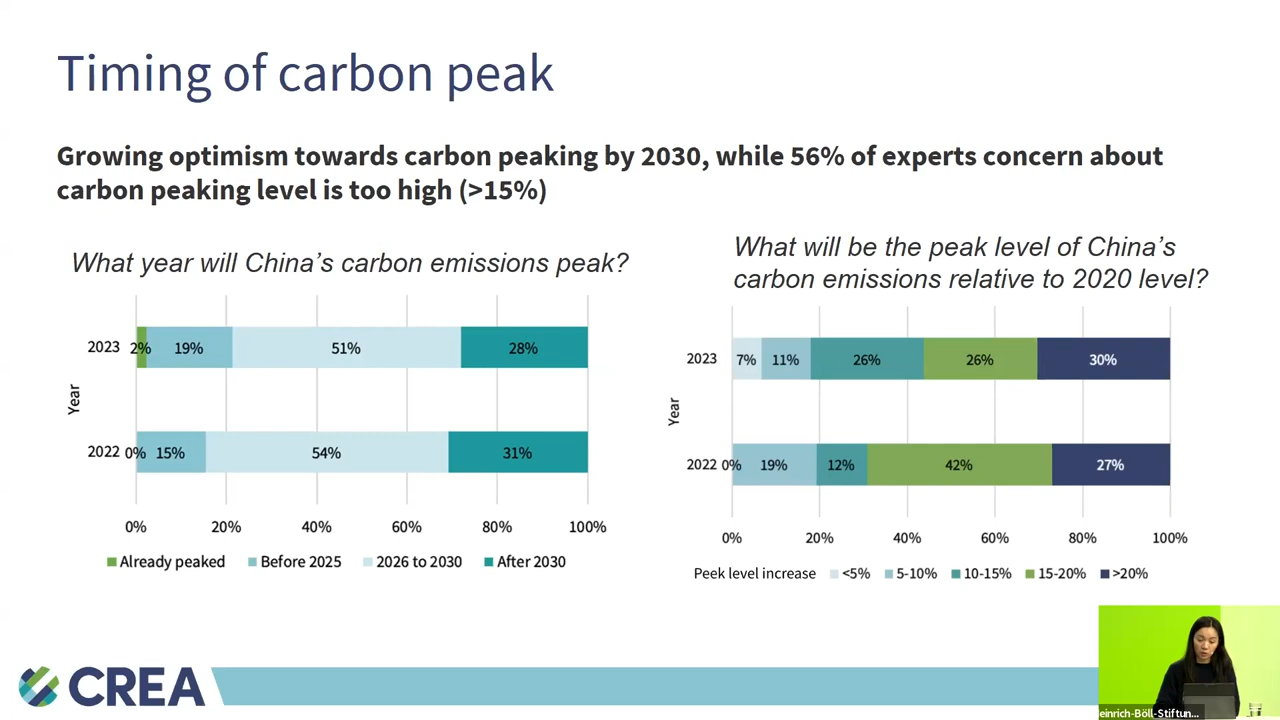 Timing of carbon peak
Growing optimism towards carbon peaking by 2030, while 56% of experts concern about
carbon peaking level is too high (>15%)
What year will China's carbon emissions peak?
2023 2% 19% 51% 28%
Year
2022 0% 15% 54% 31%
0% 20% 40% 60% 80% 100%
Already peaked Before 2025 2026 to 2030 After 2030
What will be the peak level of China's
carbon emissions relative to 2020 level?
2023 7% 11% 26% 26% 30%
Year
2022 0% 19% 12% 42% 27%
0% 20% 40% 60% 80% 100%
Peek level increase <5% 5-10% 10-15% 15-20% >20%
CREA
einrich-Böll-Stiftun...